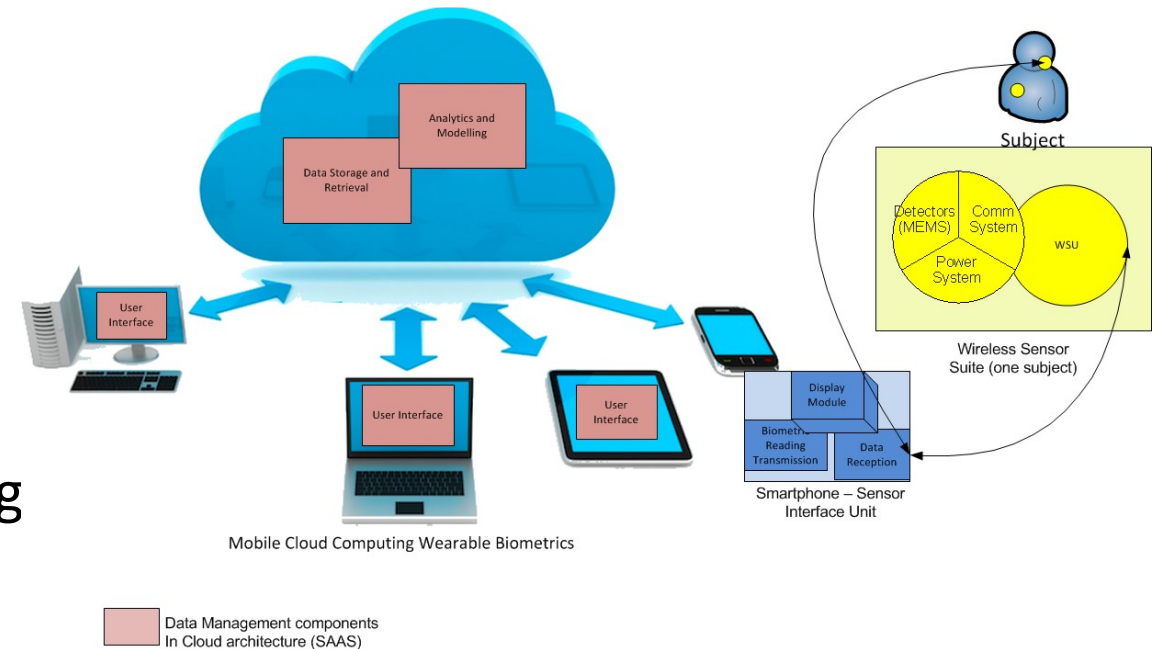 Analytics and
Modelling
Data Storage and
Retrieval
Subject
Detectors
(MEMS)
Comm
System
Power
System
WSU
Wireless Sensor
Suite (one subject)
User
Interface
User Interface
User
Interface
Display
Module
Biometric
Reading
Transmission
Data
Reception
Smartphone – Sensor
Interface Unit
g
Mobile Cloud Computing Wearable Biometrics
Data Management components
In Cloud architecture (SAAS)